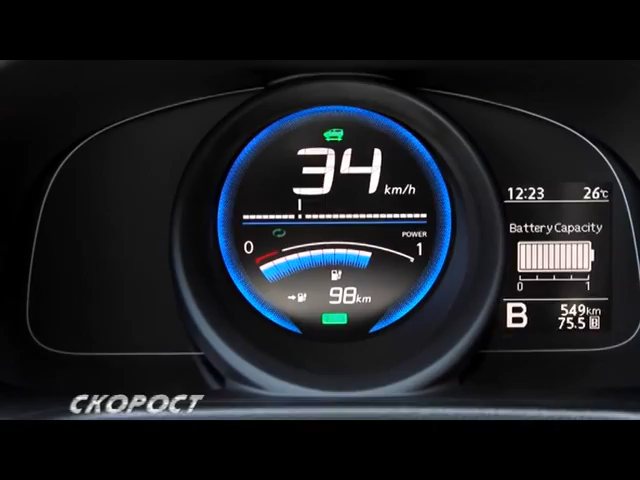 34 km/h
12:23 26℃
POWER
0 1
Battery Capacity
0 1
98km
B 549km
75.5 B
СКОРОСТ